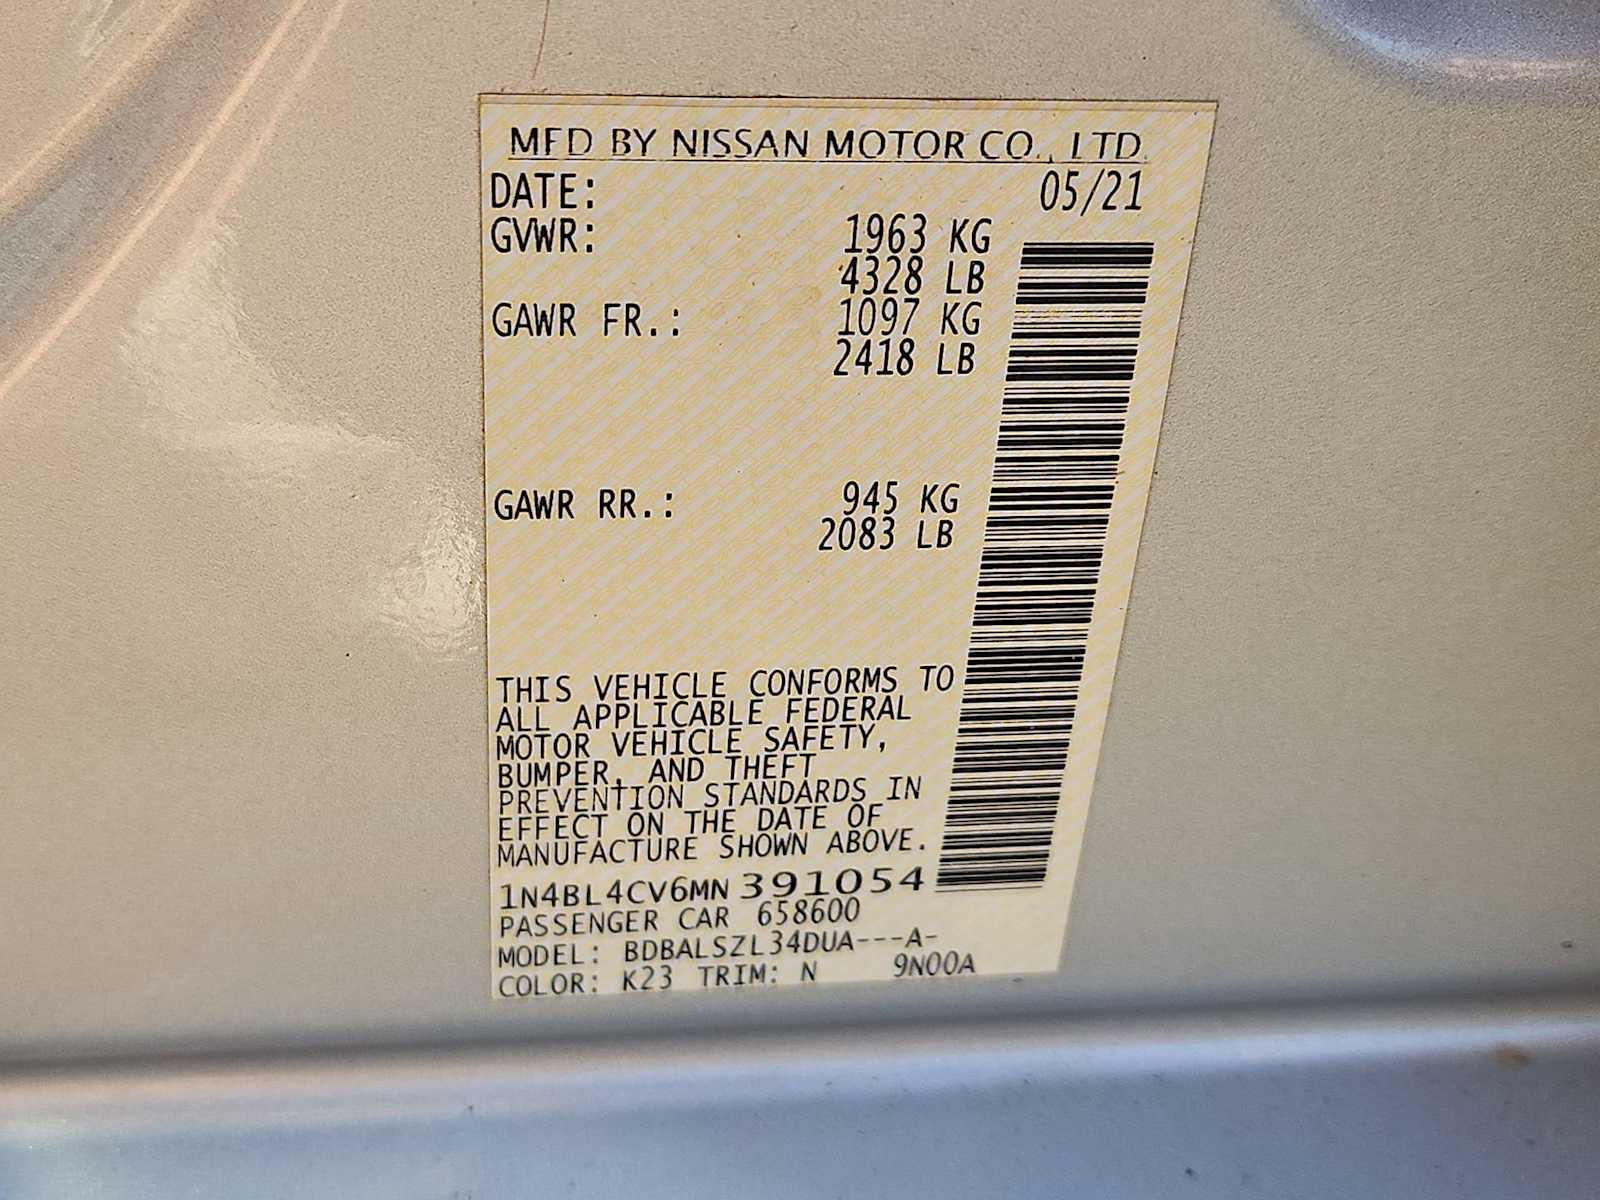 MFD BY NISSAN MOTOR CO., LTD.
DATE: 05/21
GVWR: 1963 KG
4328 LB
GAWR FR.: 1097 KG
2418 LB
GAWR RR.: 945 KG
2083 LB
THIS VEHICLE CONFORMS TO
ALL APPLICABLE FEDERAL
MOTOR VEHICLE SAFETY,
BUMPER, AND THEFT
PREVENTION STANDARDS IN
EFFECT ON THE DATE OF
MANUFACTURE SHOWN ABOVE.
1N4BL4CV6MN391054
PASSENGER CAR 658600
MODEL: BDBALSZL34DUA---A-
COLOR: K23 TRIM: N 9N00A